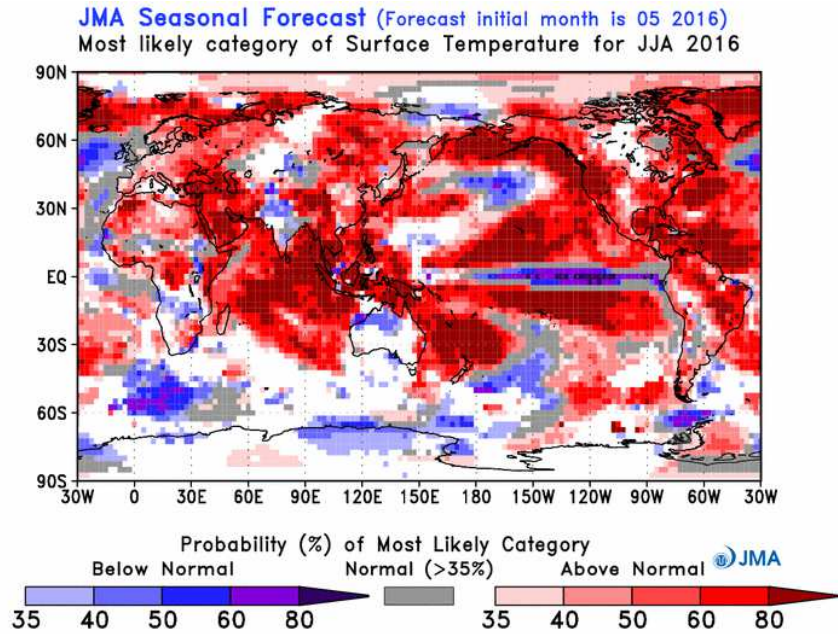 JMA Seasonal Forecast (Forecast initial month is 05 2016)
Most likely category of Surface Temperature for JJA 2016
90N
60N
30N
EQ
30S
60S
90S
30W 0 30E 60E 90E 120E 150E 180 150W 120W 90W 60W 30W
Probability (%) of Most Likely Category
Below Normal Normal (>35%) Above Normal JMA
35 40 50 60 80 35 40 50 60 80